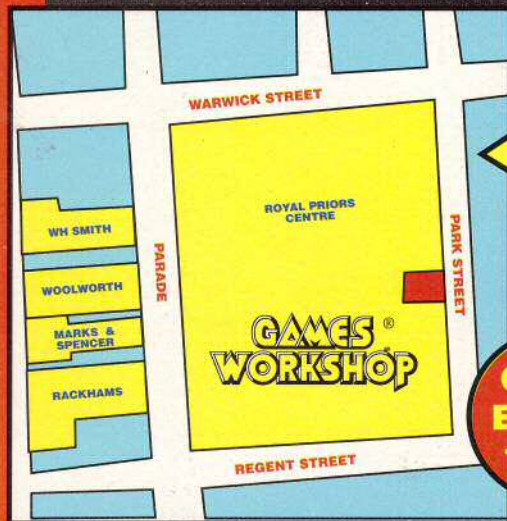 WARWICK STREET
ROYAL PRIORS
CENTRE
WH SMITH
PARADE
PARK STREET
WOOLWORTH
MARKS &
SPENCER
GAMES ®
WORKSHOP
RACKHAMS
REGENT STREET